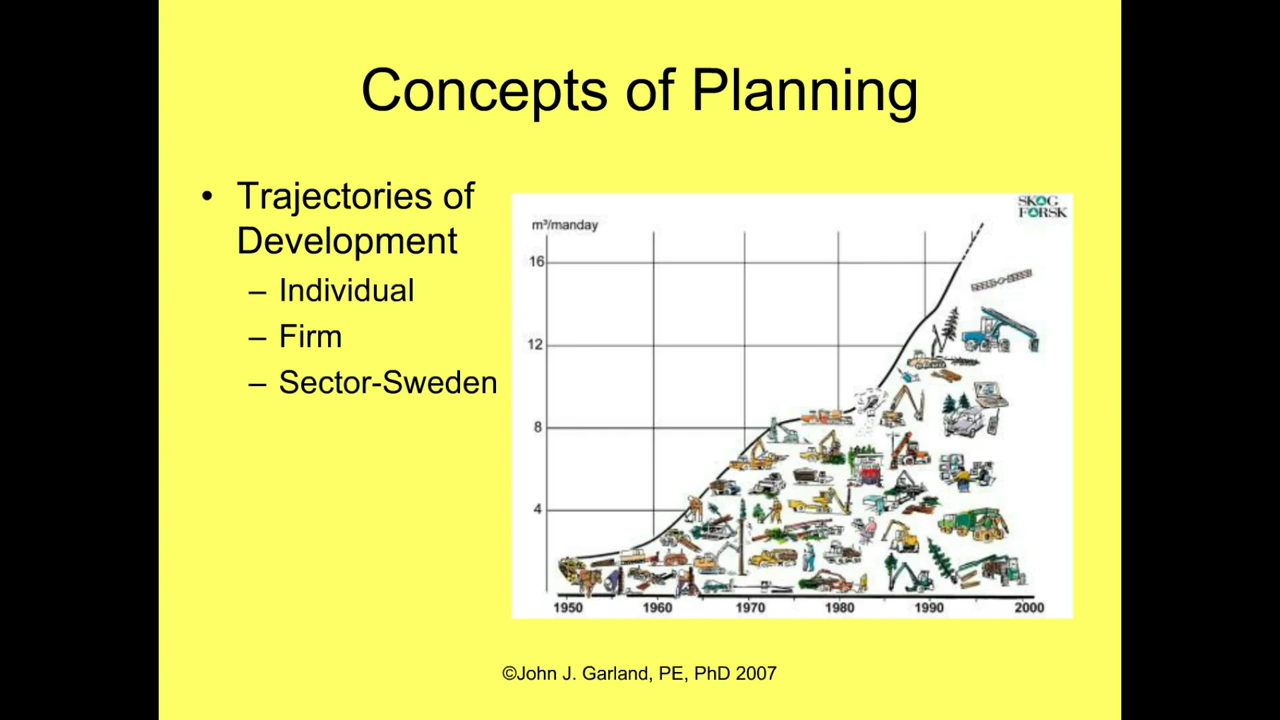 Concepts of Planning
• Trajectories of
Development
– Individual
– Firm
– Sector-Sweden
SKOG
FORSK
m³/manday
16
12
8
4
1950 1960 1970 1980 1990 2000
©John J. Garland, PE, PhD 2007